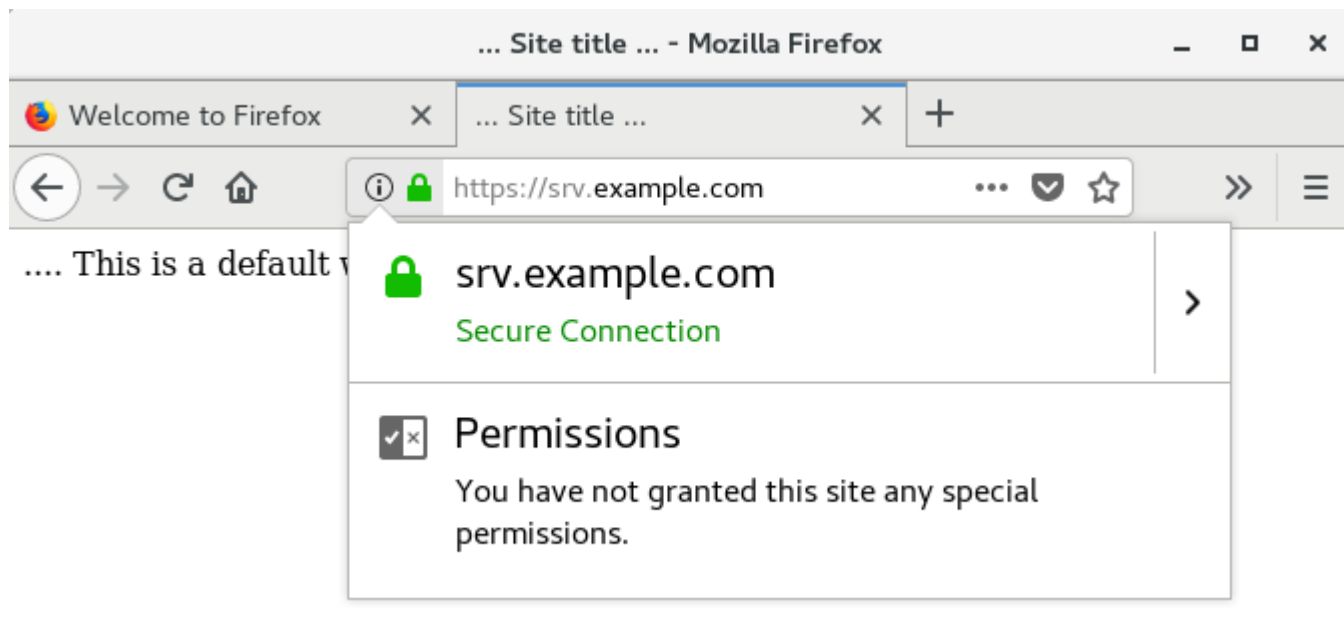 ... Site title ... - Mozilla Firefox
Welcome to Firefox
... Site title ...
https://srv.example.com
.... This is a default
srv.example.com
Secure Connection
Permissions
You have not granted this site any special
permissions.